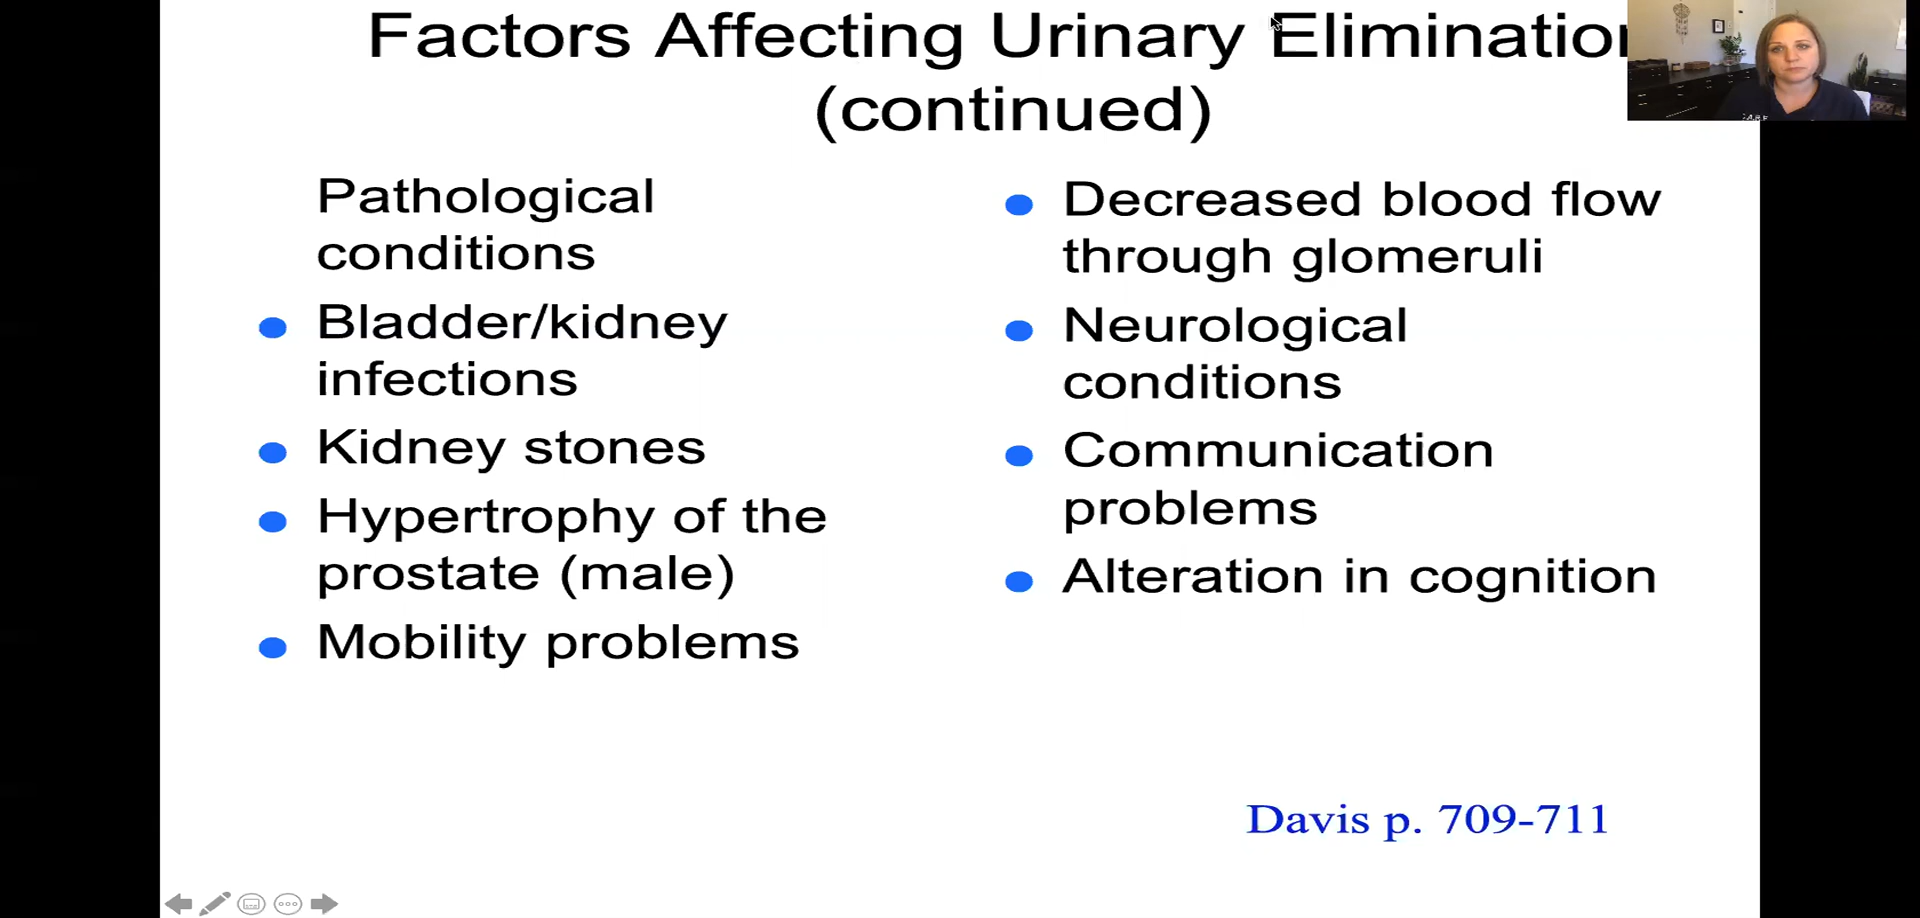 Factors Affecting Urinary Elimination
(continued)
Pathological
conditions
Bladder/kidney
infections
Kidney stones
Hypertrophy of the
prostate (male)
Mobility problems
Decreased blood flow
through glomeruli
Neurological
conditions
Communication
problems
Alteration in cognition
Davis p. 709-711